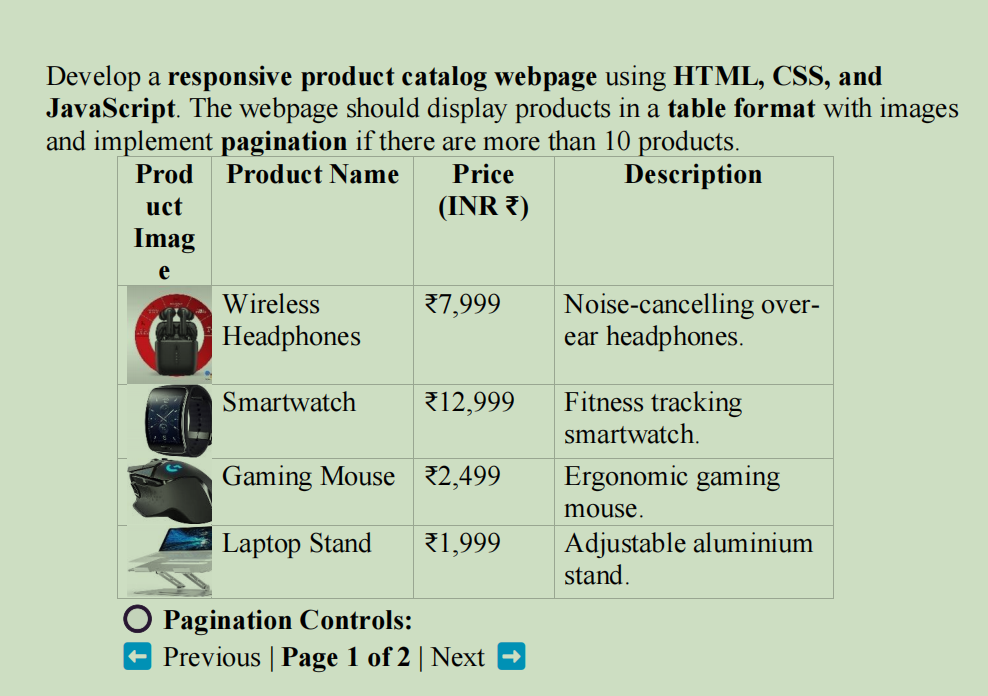 Develop a responsive product catalog webpage using HTML, CSS, and
JavaScript. The webpage should display products in a table format with images
and implement pagination if there are more than 10 products.
Prod
uct
Imag
e
Product Name
Price
(INR ₹)
Description
Wireless
Headphones
₹7,999
Noise-cancelling over-
ear headphones.
Smartwatch
₹12,999
Fitness tracking
smartwatch.
Gaming Mouse
₹2,499
Ergonomic gaming
mouse.
Laptop Stand
₹1,999
Adjustable aluminium
stand.
Pagination Controls:
Previous | Page 1 of 2 | Next